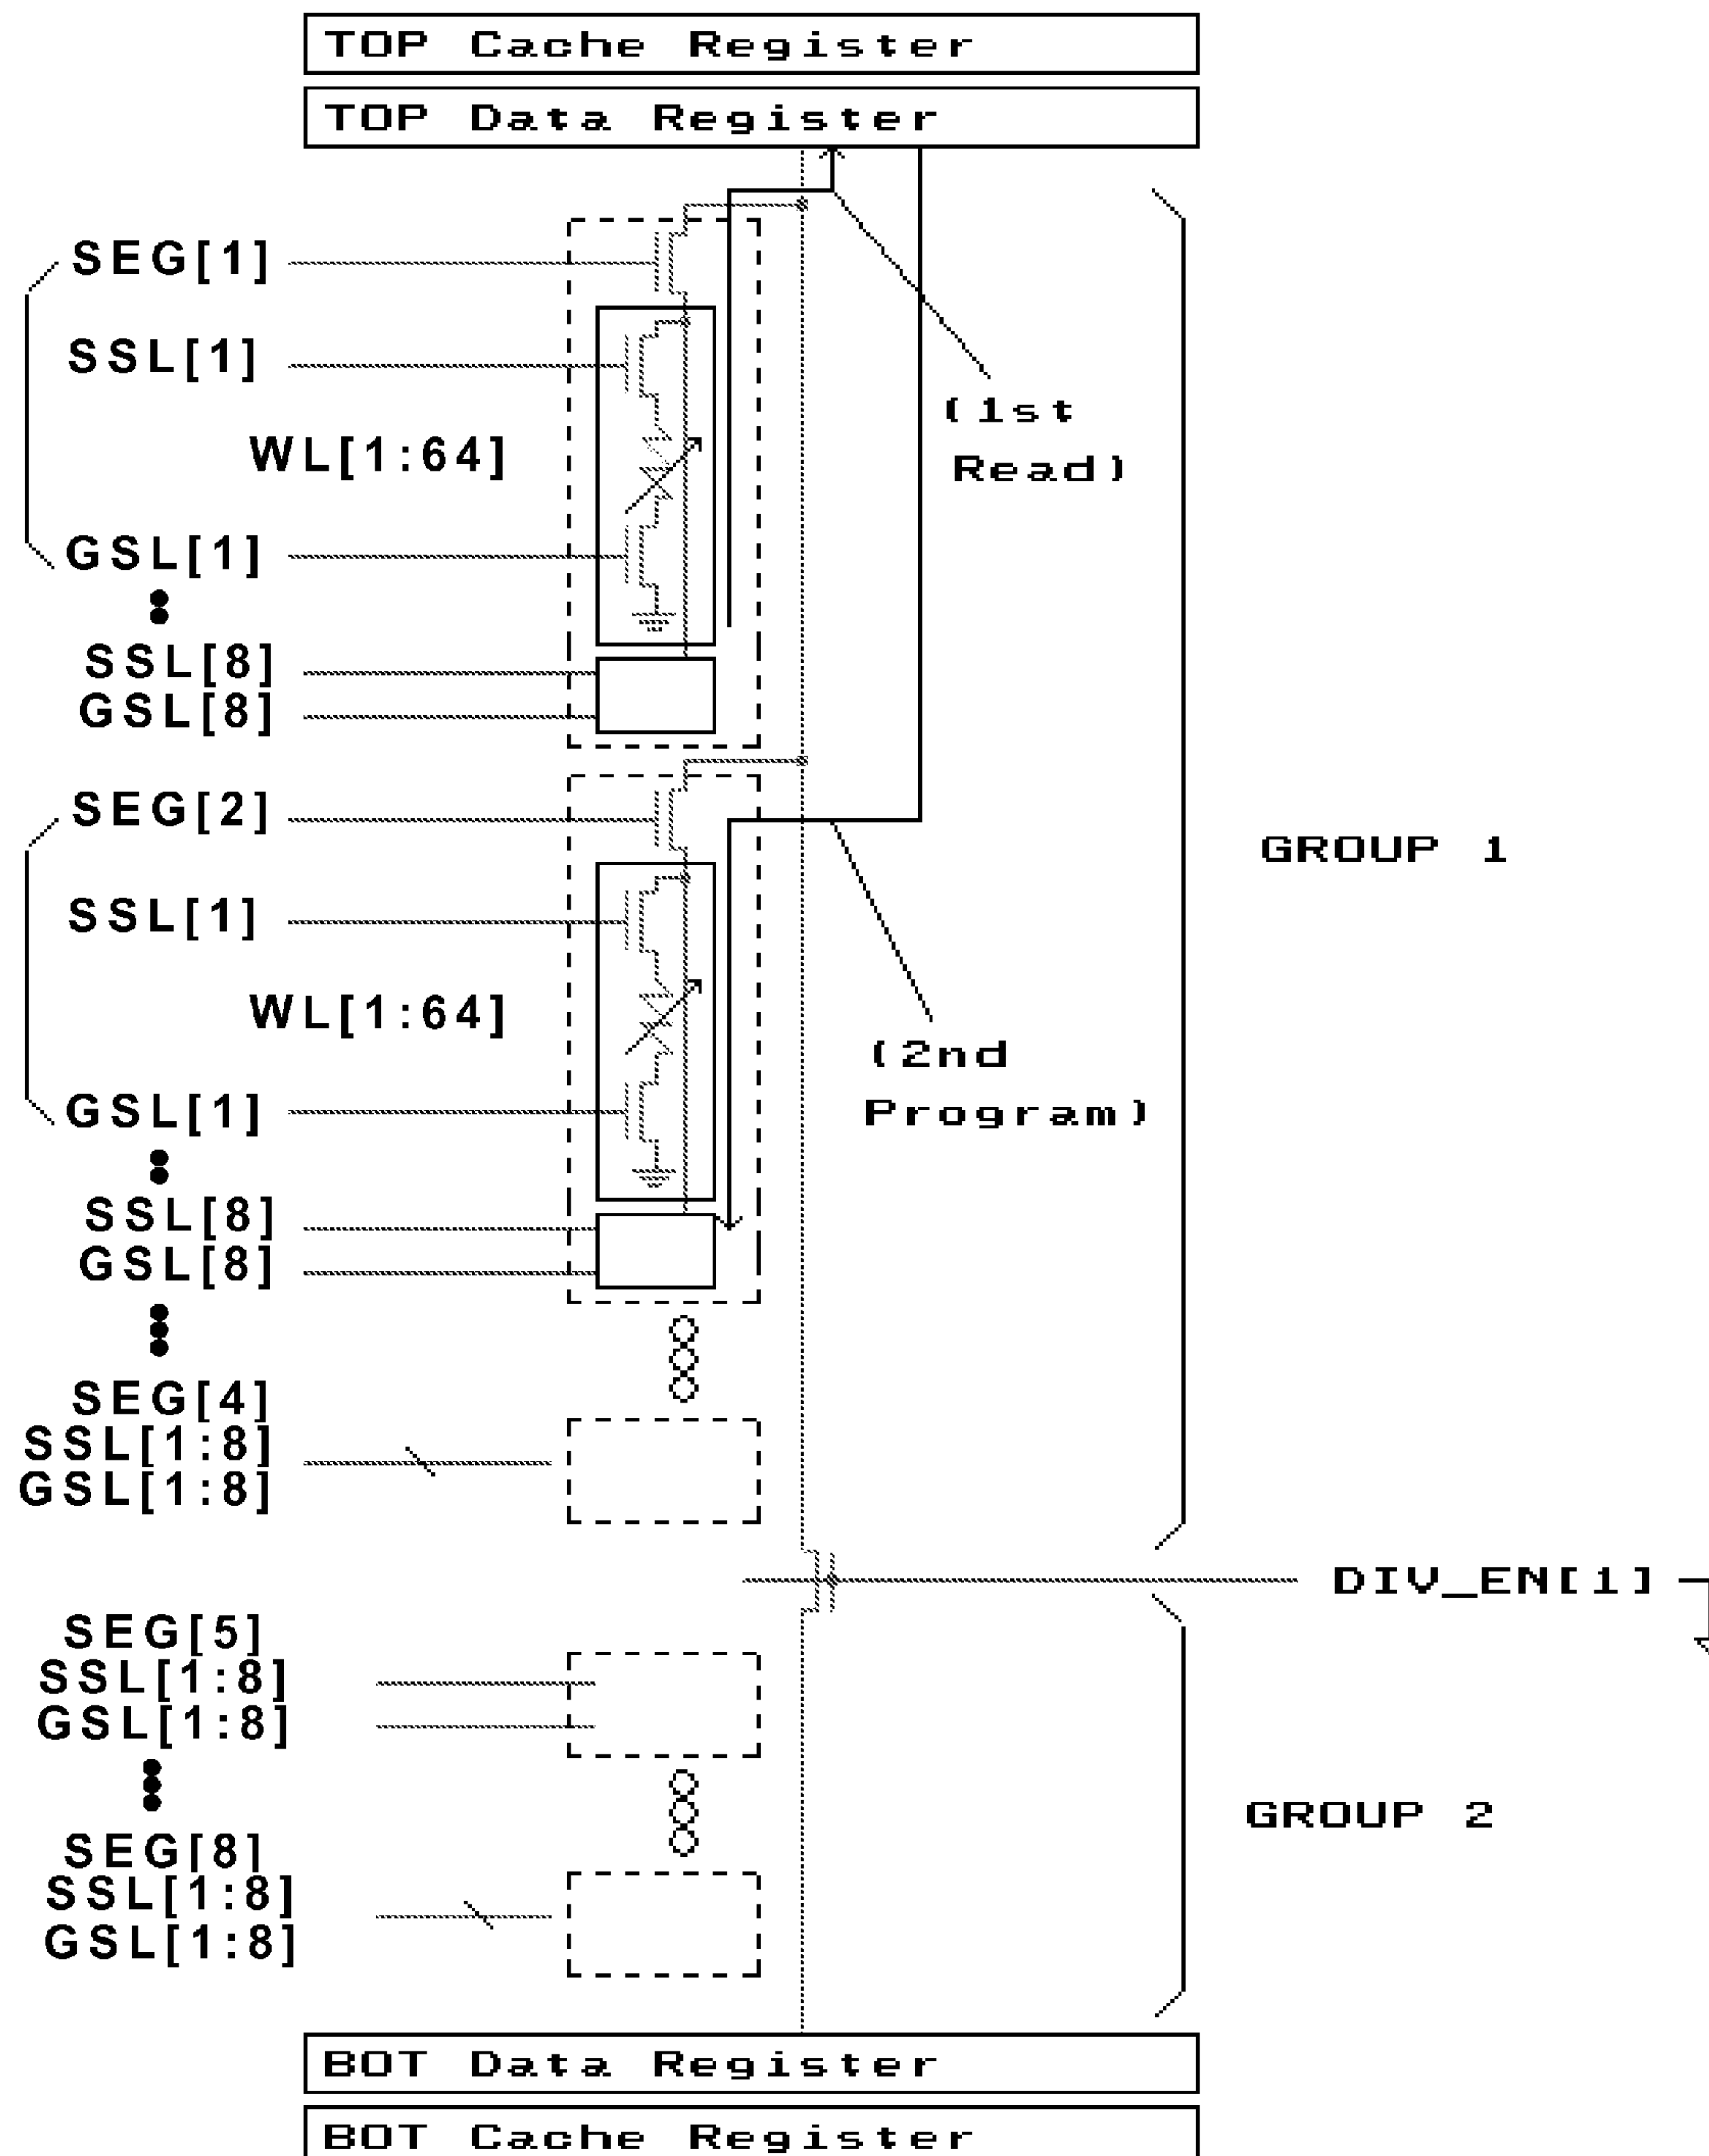 TOP Cache Register
TOP Data Register
SEG[1]
SSL[1]
(1st
Read)
WL[1:64]
GSL[1]
SSL[8]
GSL[8]
SEG[2]
GROUP 1
SSL[1]
WL[1:64]
(2nd
Program)
GSL[1]
SSL[8]
GSL[8]
SEG[4]
SSL[1:8]
GSL[1:8]
DIV_EN[1]
SEG[5]
SSL[1:8]
GSL[1:8]
GROUP 2
SEG[8]
SSL[1:8]
GSL[1:8]
BOT Data Register
BOT Cache Register